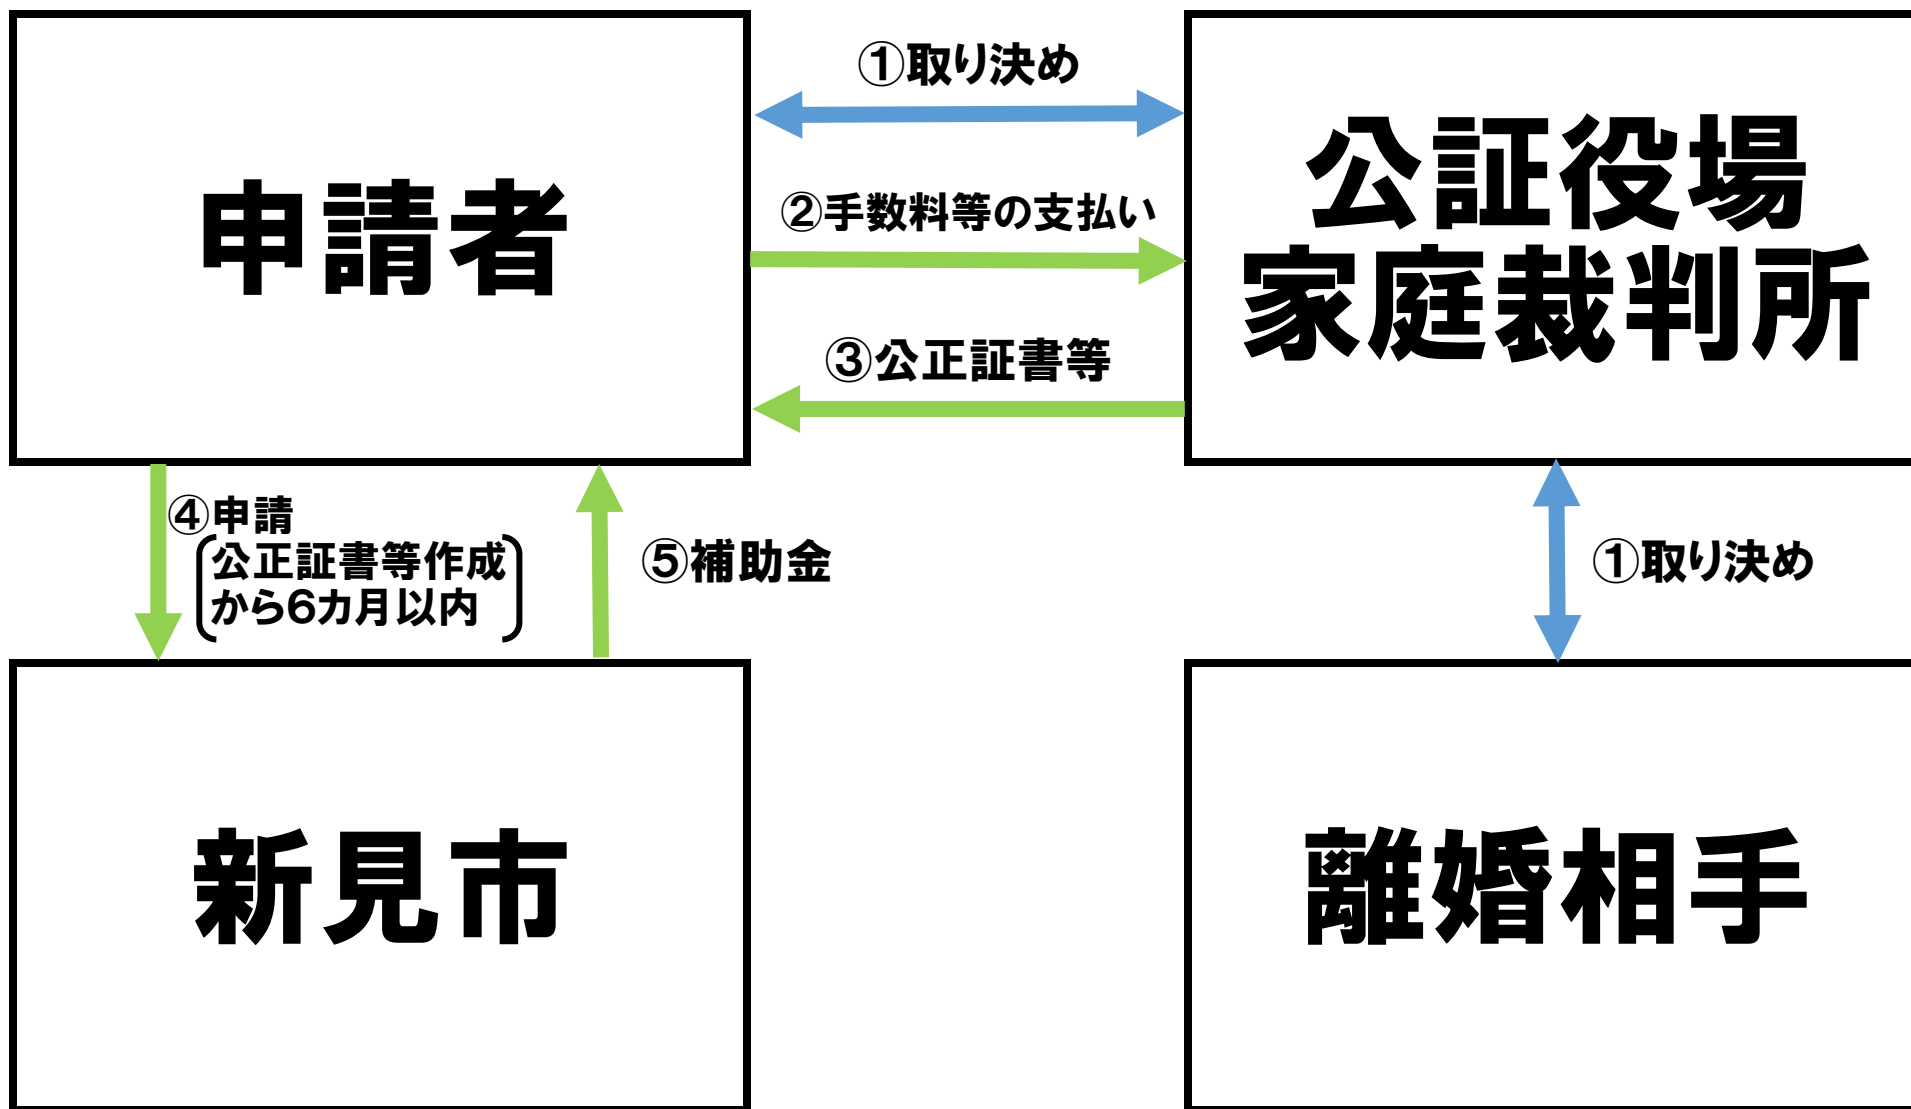 申請者
①取り決め
②手数料等の支払い
③公正証書等
公証役場
家庭裁判所
④申請
公正証書等作成
から6カ月以内
⑤補助金
①取り決め
新見市
離婚相手